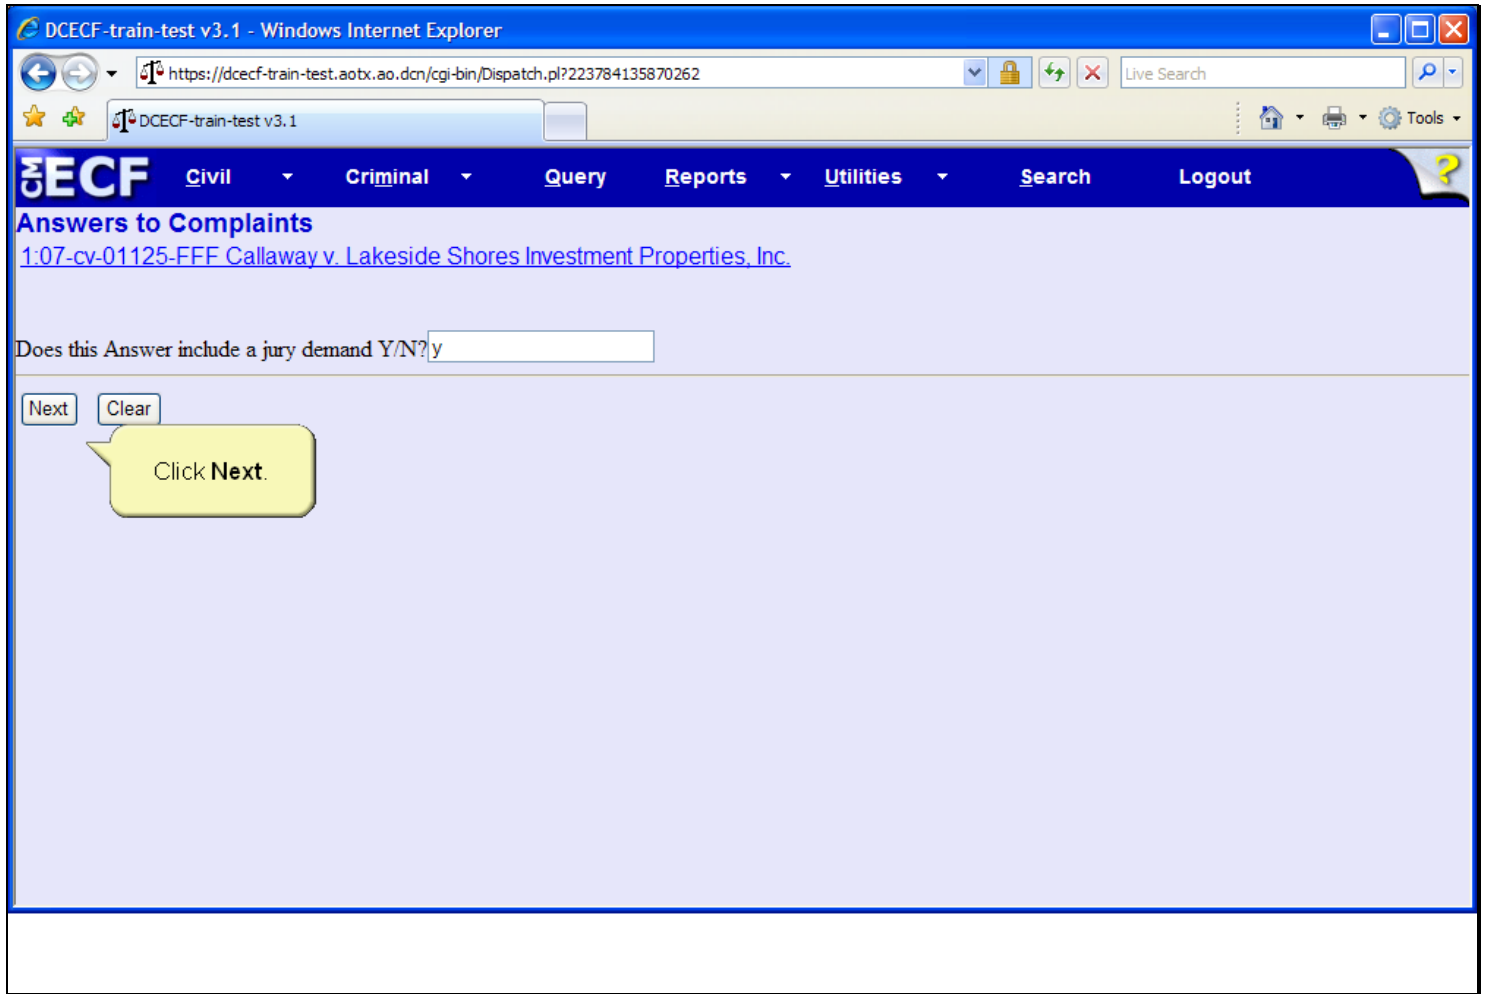 DCECF-train-test v3.1 - Windows Internet Explorer
https://dcecf-train-test.aotx.ao.dcn/cgi-bin/Dispatch.pl?223784135870262
Live Search
DCECF-train-test v3.1
Tools
CM ECF Civil Criminal Query Reports Utilities Search Logout ?
Answers to Complaints
1:07-cv-01125-FFF Callaway v. Lakeside Shores Investment Properties, Inc.
Does this Answer include a jury demand Y/N? y
Next Clear
Click Next.